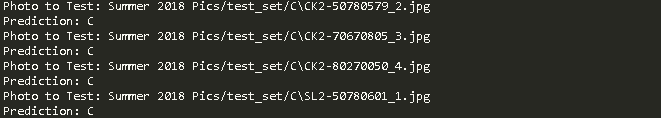 Photo to Test: Summer 2018 Pics/test_set/C\CK2-50780579_2.jpg
Prediction: C
Photo to Test: Summer 2018 Pics/test_set/C\CK2-70670805_3.jpg
Prediction: C
Photo to Test: Summer 2018 Pics/test_set/C\CK2-80270050_4.jpg
Prediction: C
Photo to Test: Summer 2018 Pics/test_set/C\SL2-50780601_1.jpg
Prediction: C